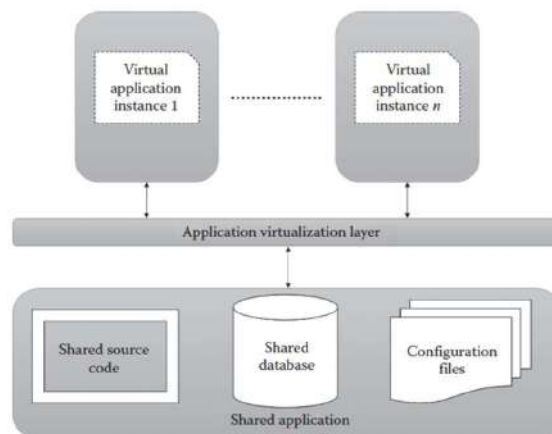 Virtual
application
instance 1
Virtual
application
instance n
Application virtualization layer
Shared source
code
Shared
database
Configuration
files
Shared application